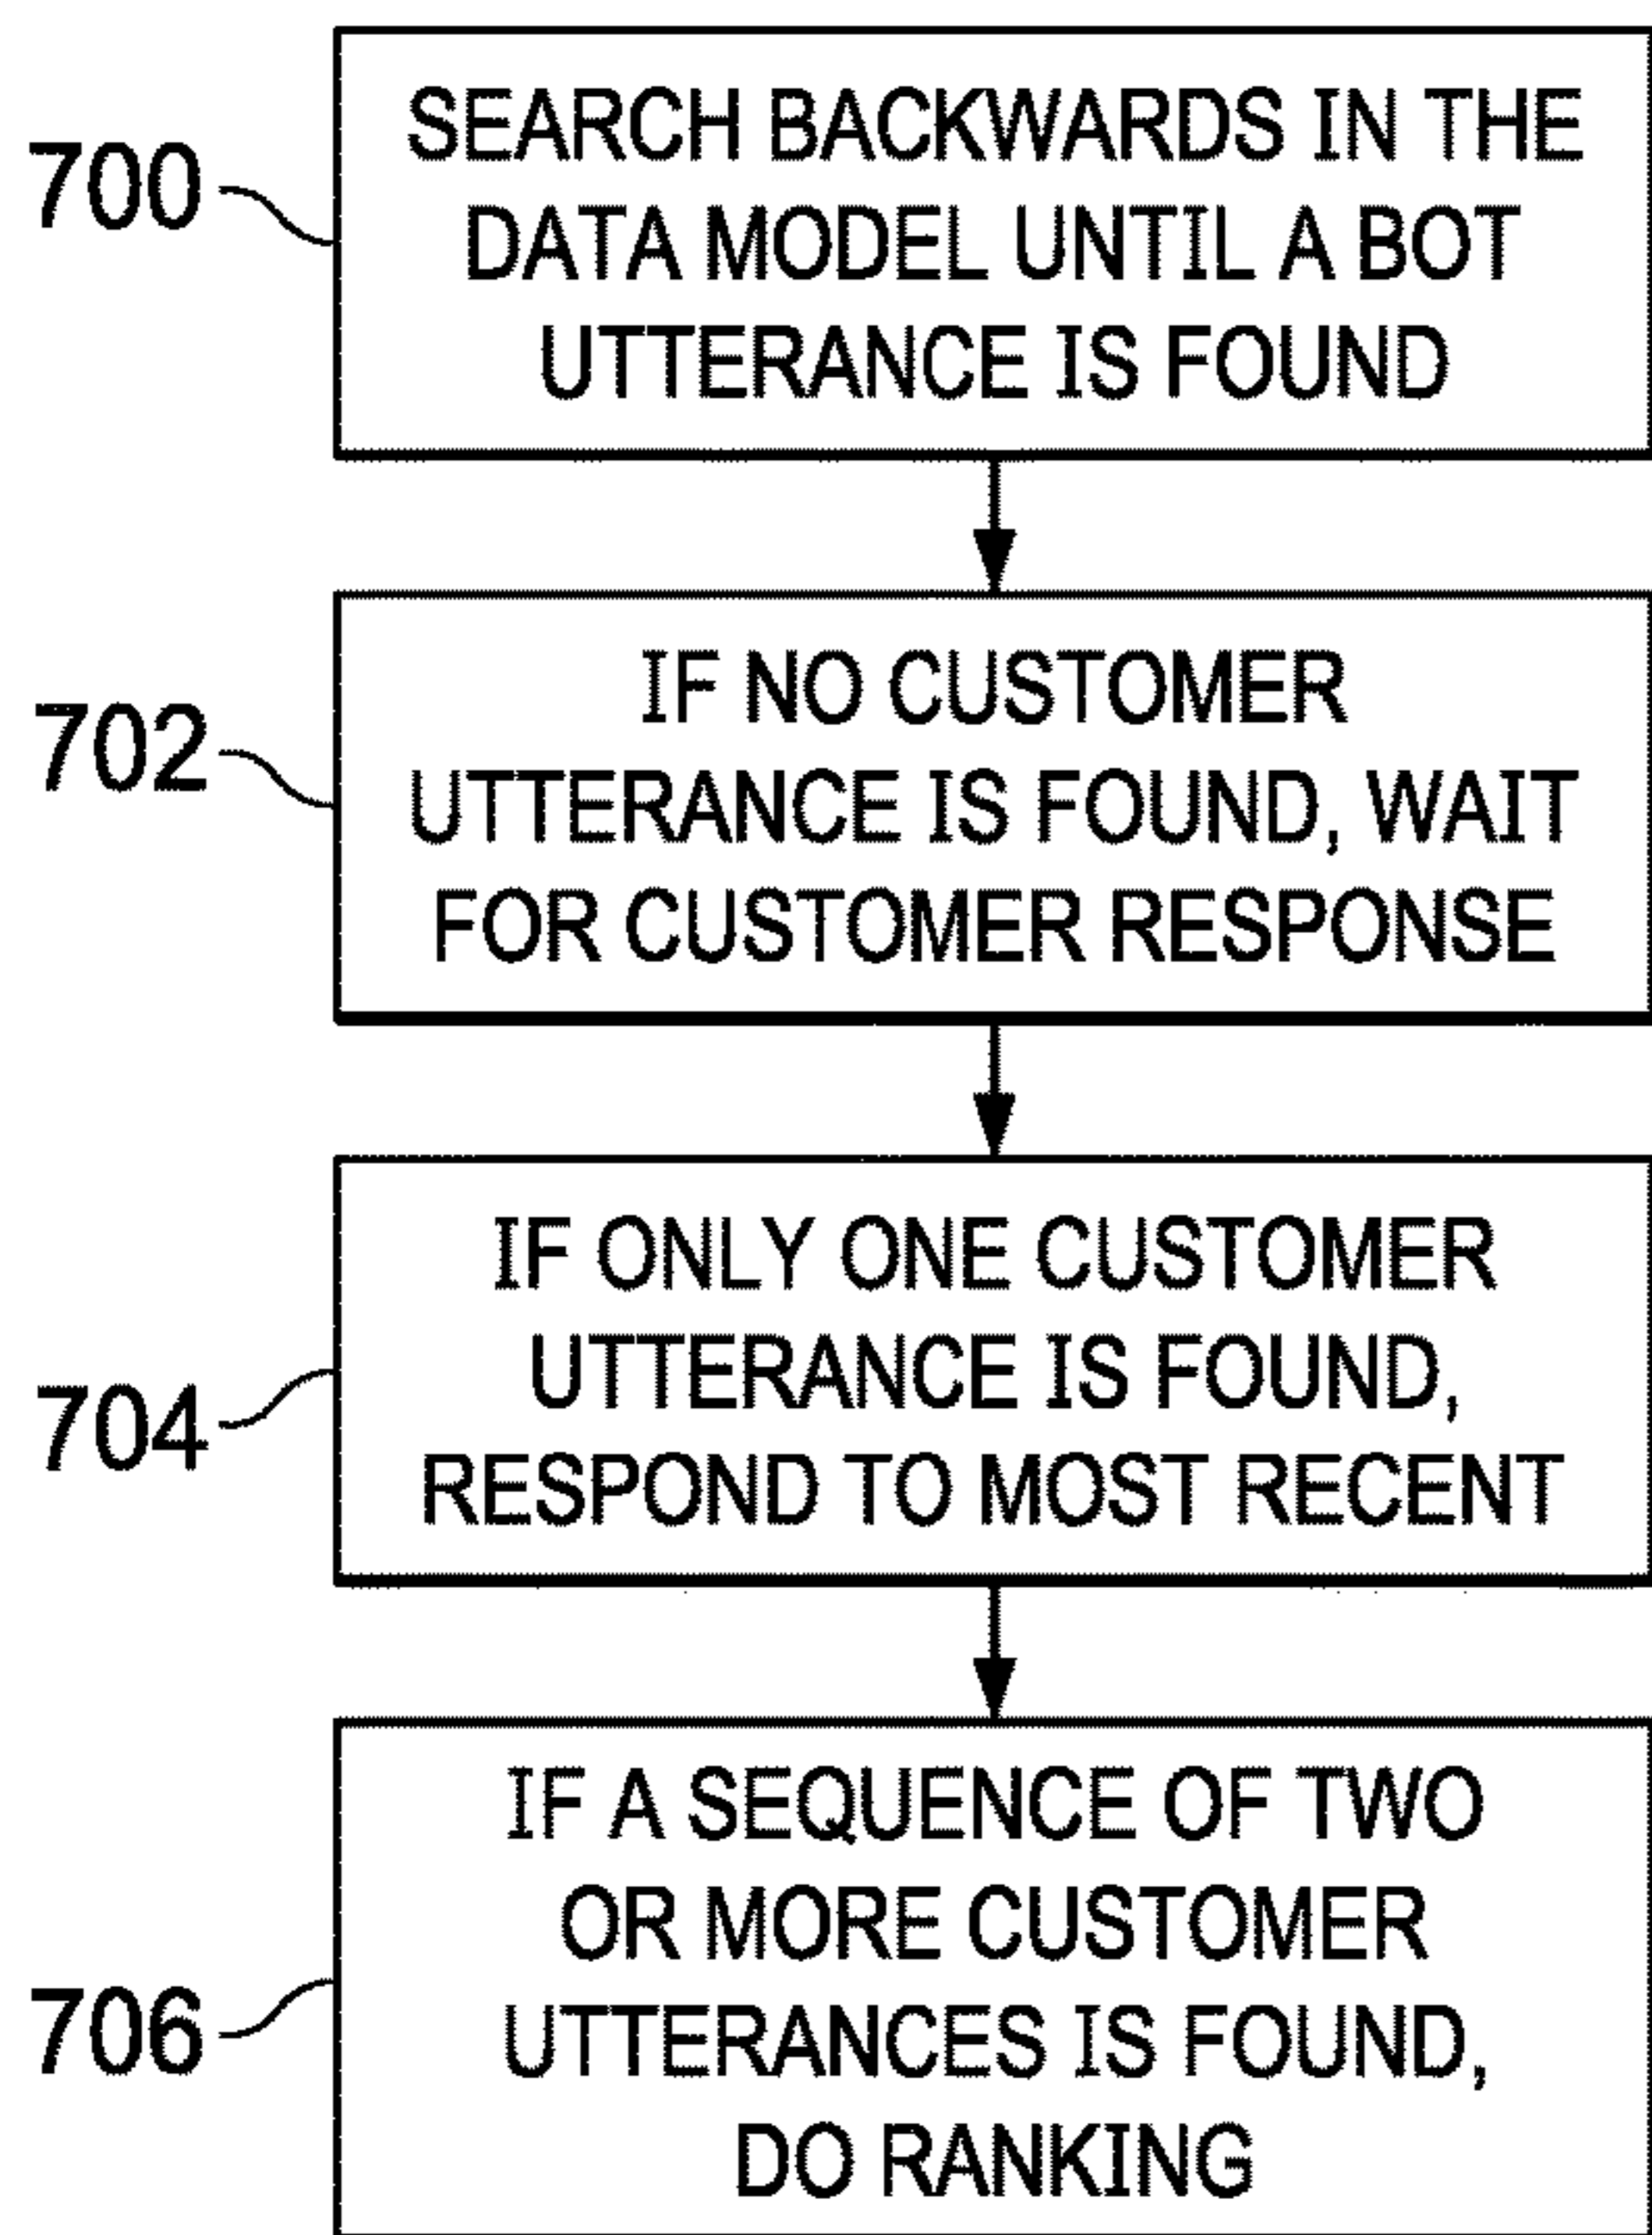 700
SEARCH BACKWARDS IN THE
DATA MODEL UNTIL A BOT
UTTERANCE IS FOUND
702
IF NO CUSTOMER
UTTERANCE IS FOUND, WAIT
FOR CUSTOMER RESPONSE
704
IF ONLY ONE CUSTOMER
UTTERANCE IS FOUND,
RESPOND TO MOST RECENT
706
IF A SEQUENCE OF TWO
OR MORE CUSTOMER
UTTERANCES IS FOUND,
DO RANKING